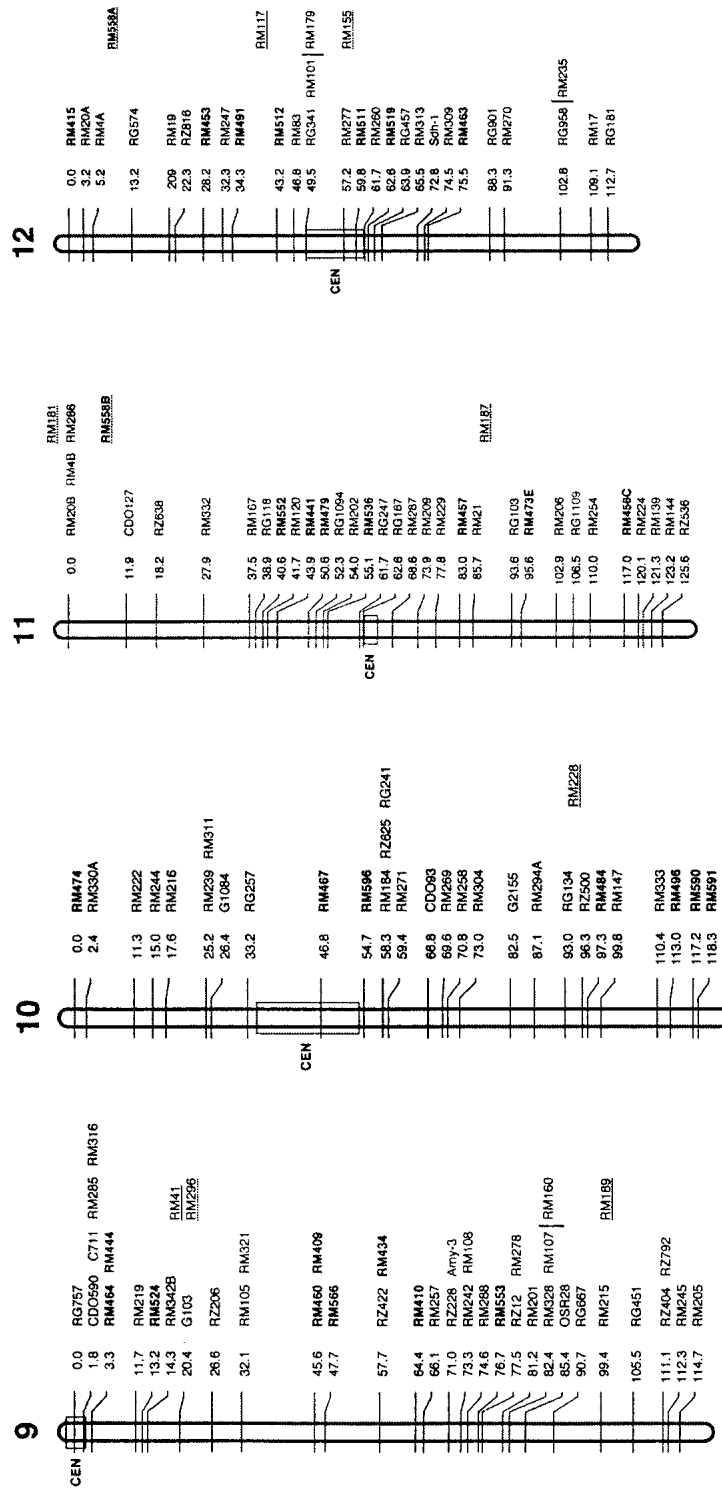 9
CEN
0.0 RG757
1.8 CDO590 C711 RM285 RM316
3.3 RM464 RM444
11.7 RM219
13.2 RM524
14.3 RM342B
RM41
20.4 G103 RM296
26.6 RZ206
32.1 RM105 RM321
45.6 RM460 RM409
47.7 RM566
57.7 RZ422 RM434
64.4 RM410
66.1 RM257
71.0 RZ228 Amy-3
73.3 RM242 RM108
74.6 RM288
76.7 RM553
77.5 RZ12 RM278
81.2 RM201
82.4 RM328 RM107 RM160
85.4 OSR28
90.7 RG667
99.4 RM215 RM189
105.5 RG451
111.1 RZ404 RZ792
112.3 RM245
114.7 RM205
10
CEN
0.0 RM474
2.4 RM330A
11.3 RM222
15.0 RM244
17.6 RM216
25.2 RM239 RM311
26.4 G1084
33.2 RG257
46.8 RM467
54.7 RM596
58.3 RM184 RZ625 RG241
59.4 RM271
66.8 CDO93
69.6 RM269
70.8 RM258
73.0 RM304
82.5 G2155
87.1 RM294A
93.0 RG134 RM228
96.3 RZ500
97.3 RM484
99.8 RM147
110.4 RM333
113.0 RM496
117.2 RM590
118.3 RM591
11
CEN
RM181
0.0 RM20B RM4B RM286
RM558B
11.9 CDO127
18.2 RZ638
27.9 RM332
37.5 RM167
38.9 RG118
40.6 RM552
41.7 RM120
43.9 RM441
50.6 RM479
52.3 RG1094
54.0 RM202
55.1 RM536
61.7 RG247
62.6 RG167
68.6 RM287
73.9 RM209
77.8 RM229
83.0 RM457
85.7 RM21
RM187
93.6 RG103
95.6 RM473E
102.9 RM206
106.5 RG1109
110.0 RM254
117.0 RM458C
120.1 RM224
121.3 RM139
123.2 RM144
125.6 RZ536
12
CEN
0.0 RM415
3.2 RM20A
5.2 RM4A
RM558A
13.2 RG574
209 RM19
22.3 RZ816
28.2 RM453
32.3 RM247
34.3 RM491
RM117
43.2 RM512
46.8 RM83
49.5 RG341 RM101 RM179
57.2 RM277 RM155
59.8 RM511
61.7 RM260
62.6 RM519
63.9 RG457
65.5 RM313
72.8 Sdh-1
74.5 RM309
75.5 RM463
88.3 RG901
91.3 RM270
102.8 RG958 RM235
109.1 RM17
112.7 RG181